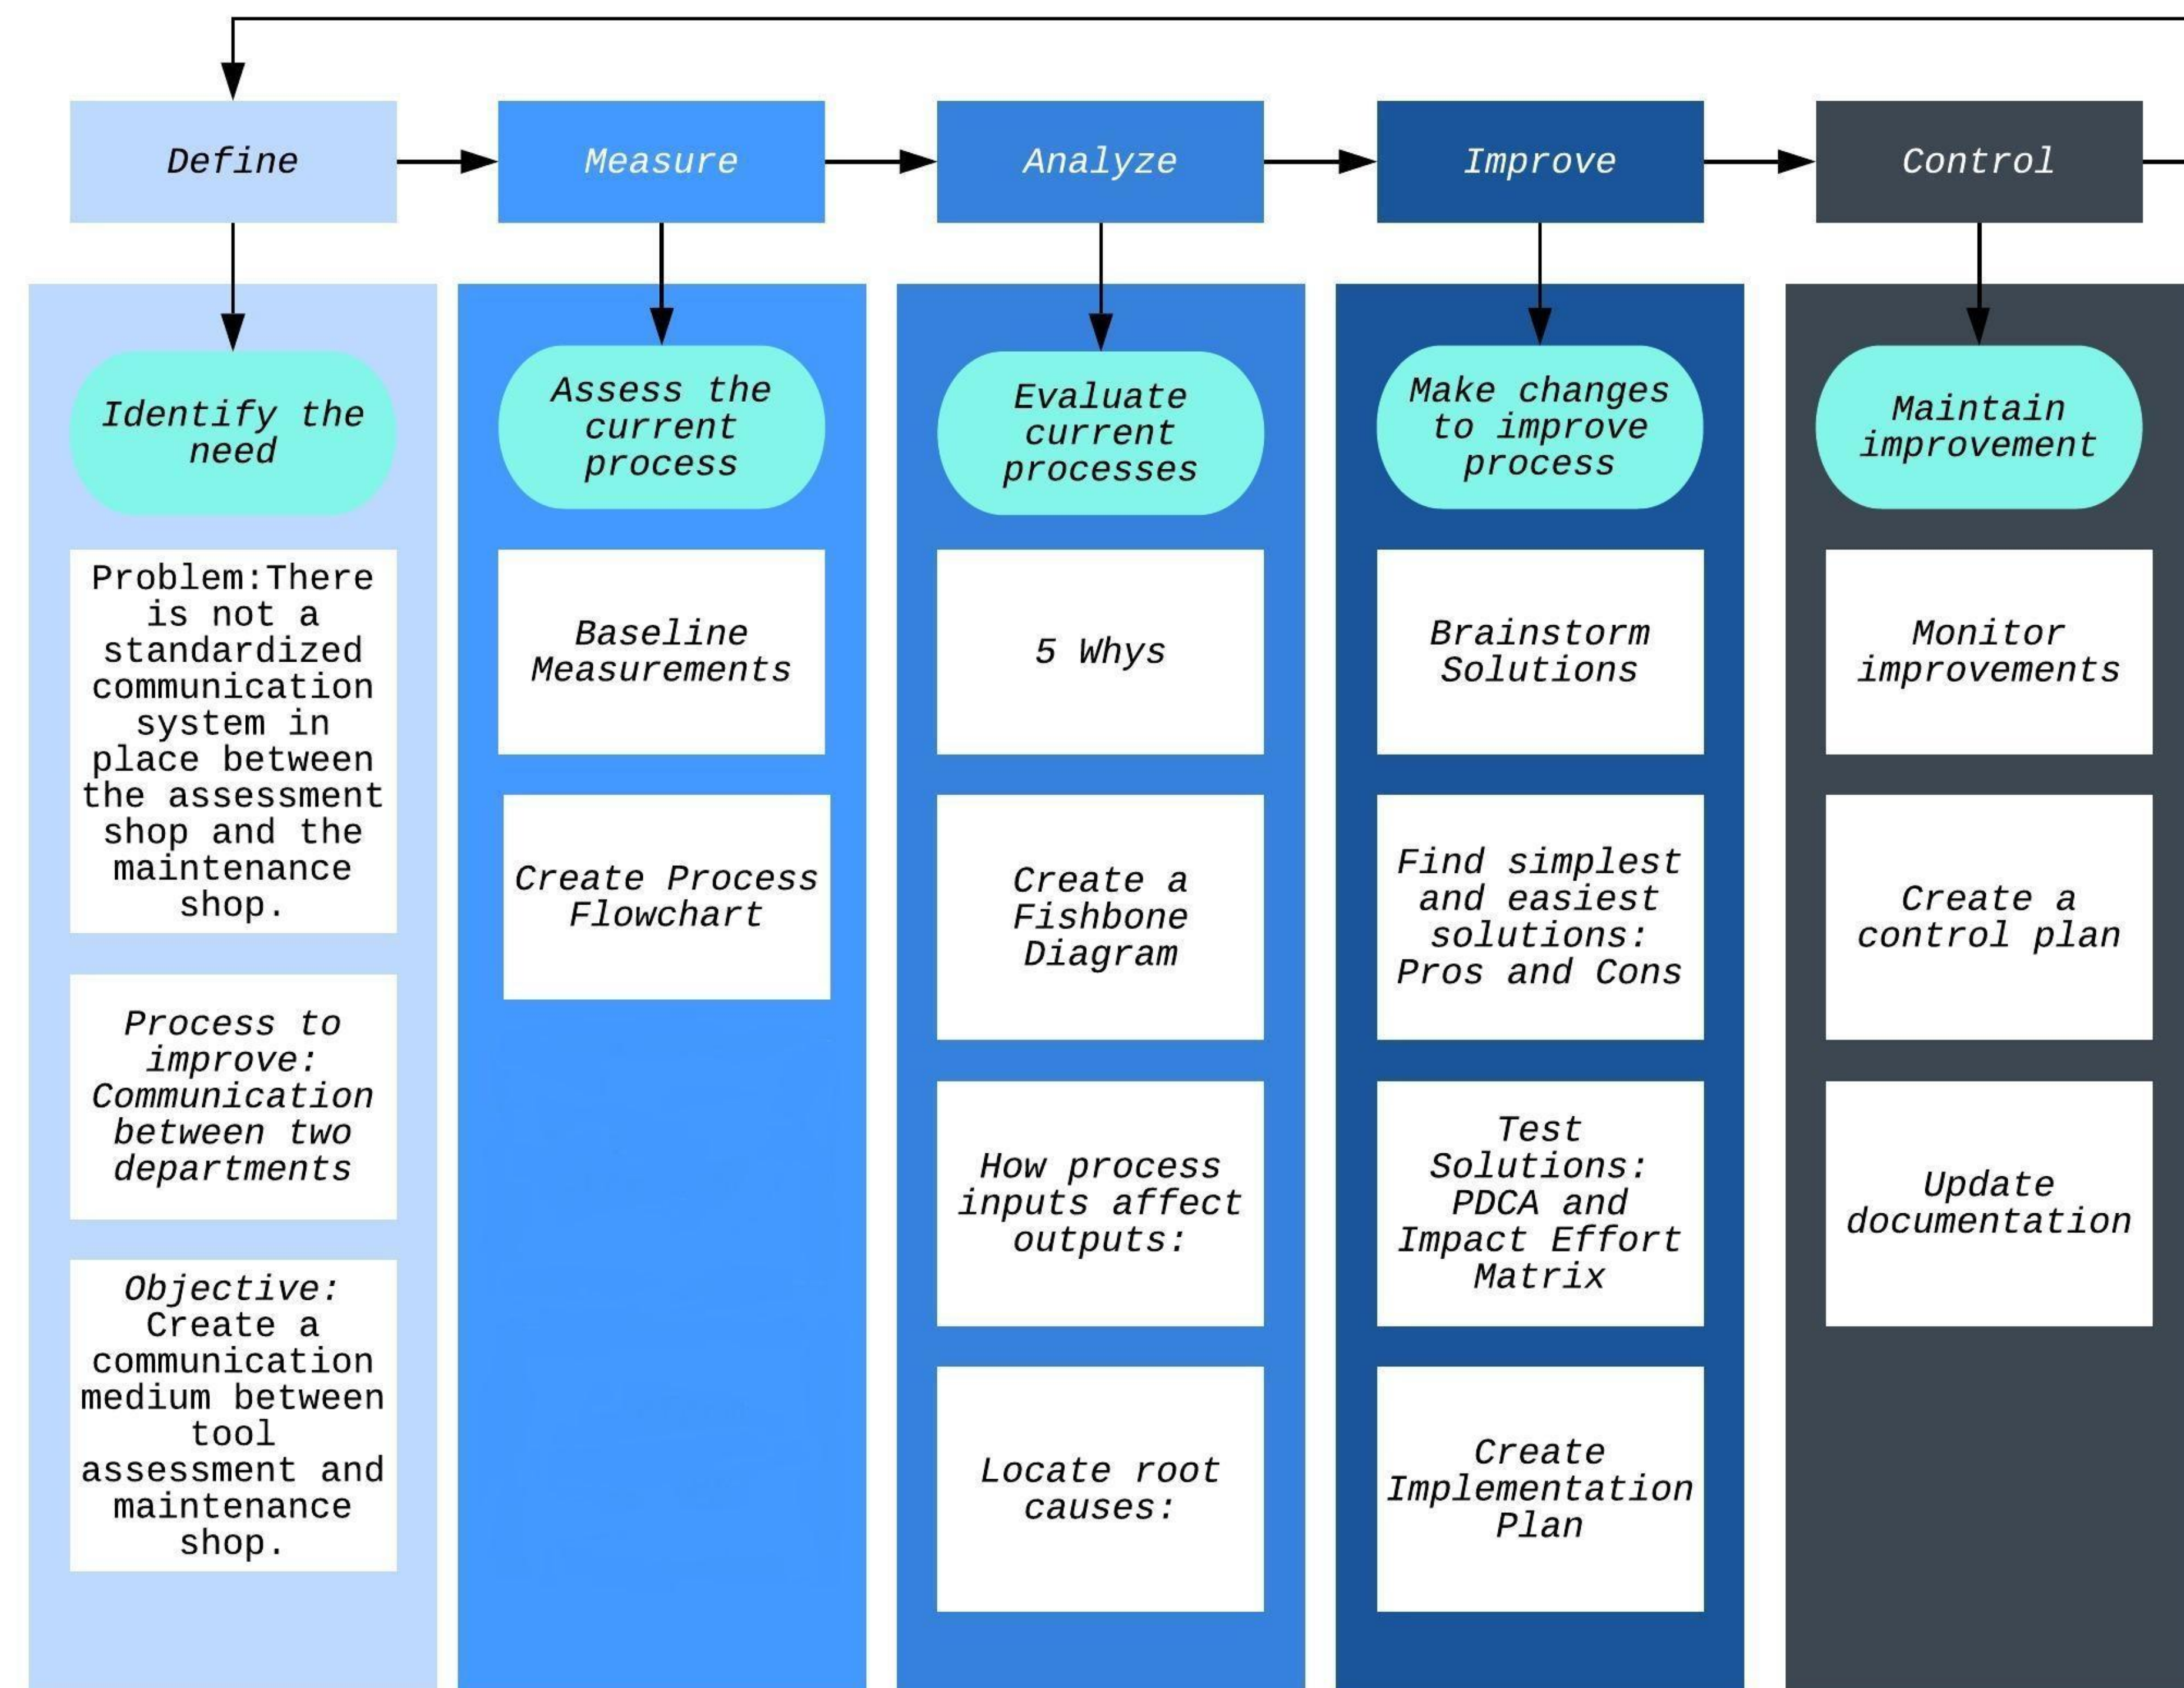 Define
Measure
Analyze
Improve
Control
Identify the
need
Problem:There
is not a
standardized
communication
system in
place between
the assessment
shop and the
maintenance
shop.
Process to
improve:
Communication
between two
departments
Objective:
Create a
communication
medium between
tool
assessment and
maintenance
shop.
Assess the
current
process
Baseline
Measurements
Create Process
Flowchart
Evaluate
current
processes
5 Whys
Create a
Fishbone
Diagram
How process
inputs affect
outputs:
Locate root
causes:
Make changes
to improve
process
Brainstorm
Solutions
Find simplest
and easiest
solutions:
Pros and Cons
Test
Solutions:
PDCA and
Impact Effort
Matrix
Create
Implementation
Plan
Maintain
improvement
Monitor
improvements
Create a
control plan
Update
documentation